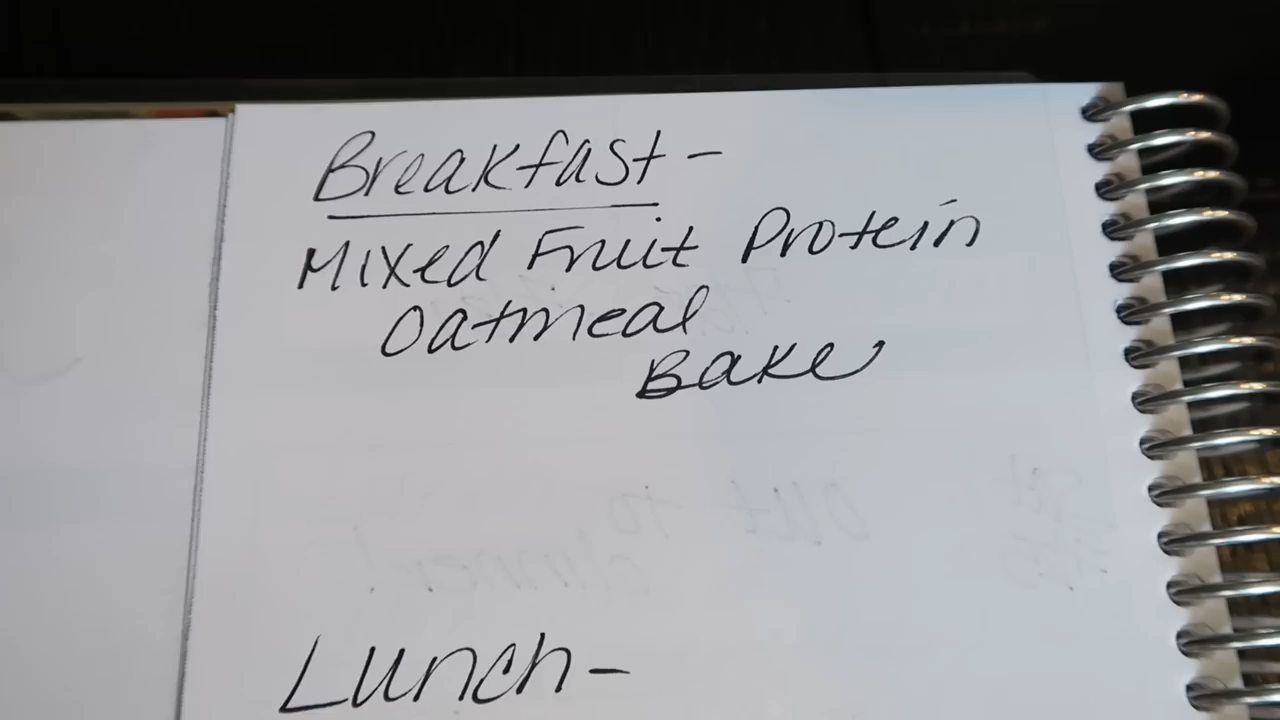 Breakfast-
Mixed Fruit Protein
Oatmeal
Bake
Lunch-